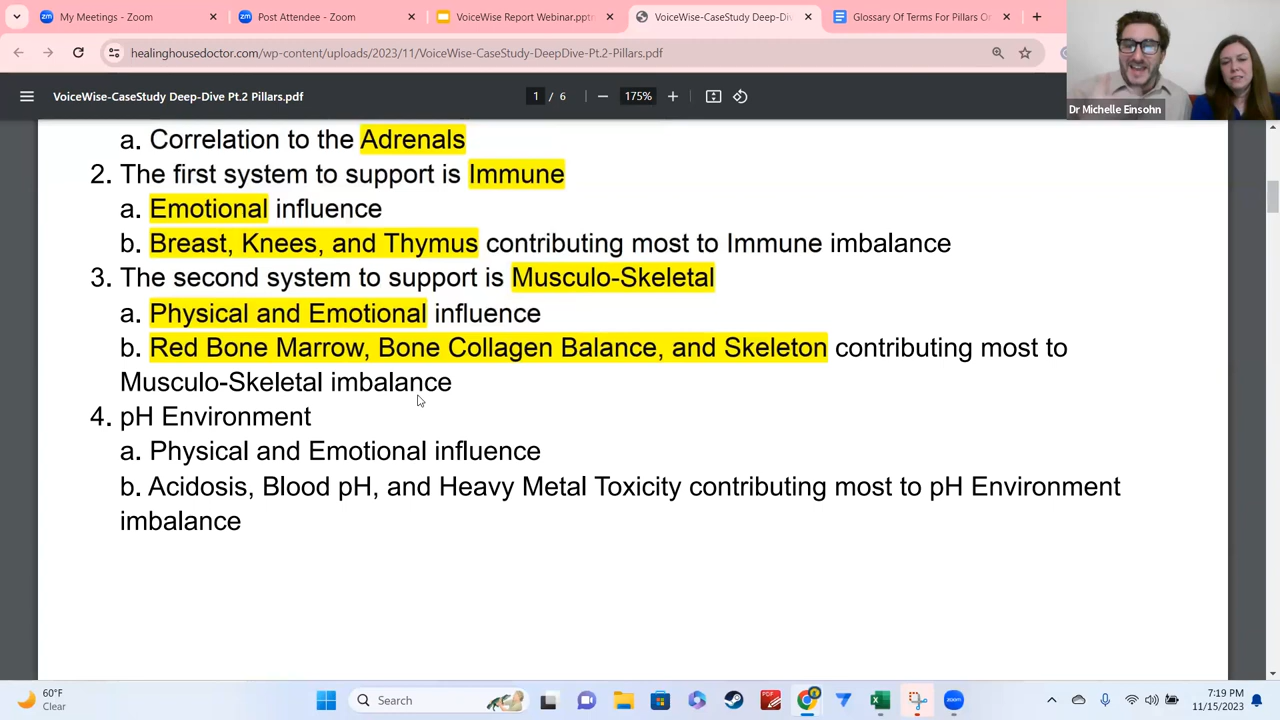 My Meetings - Zoom
Post Attendee - Zoom
VoiceWise Report Webinar.pptx
VoiceWise-CaseStudy Deep-Div
Glossary Of Terms For Pillars Or
healinghousedoctor.com/wp-content/uploads/2023/11/VoiceWise-CaseStudy-DeepDive-Pt.2-Pillars.pdf
VoiceWise-CaseStudy Deep-Dive Pt.2 Pillars.pdf
1 / 6
175%
Dr Michelle Einsohn
a. Correlation to the Adrenals
2. The first system to support is Immune
a. Emotional influence
b. Breast, Knees, and Thymus contributing most to Immune imbalance
3. The second system to support is Musculo-Skeletal
a. Physical and Emotional influence
b. Red Bone Marrow, Bone Collagen Balance, and Skeleton contributing most to
Musculo-Skeletal imbalance
4. pH Environment
a. Physical and Emotional influence
b. Acidosis, Blood pH, and Heavy Metal Toxicity contributing most to pH Environment
imbalance
60°F
Clear
Search
PDF
zoom
7:19 PM
11/15/2023